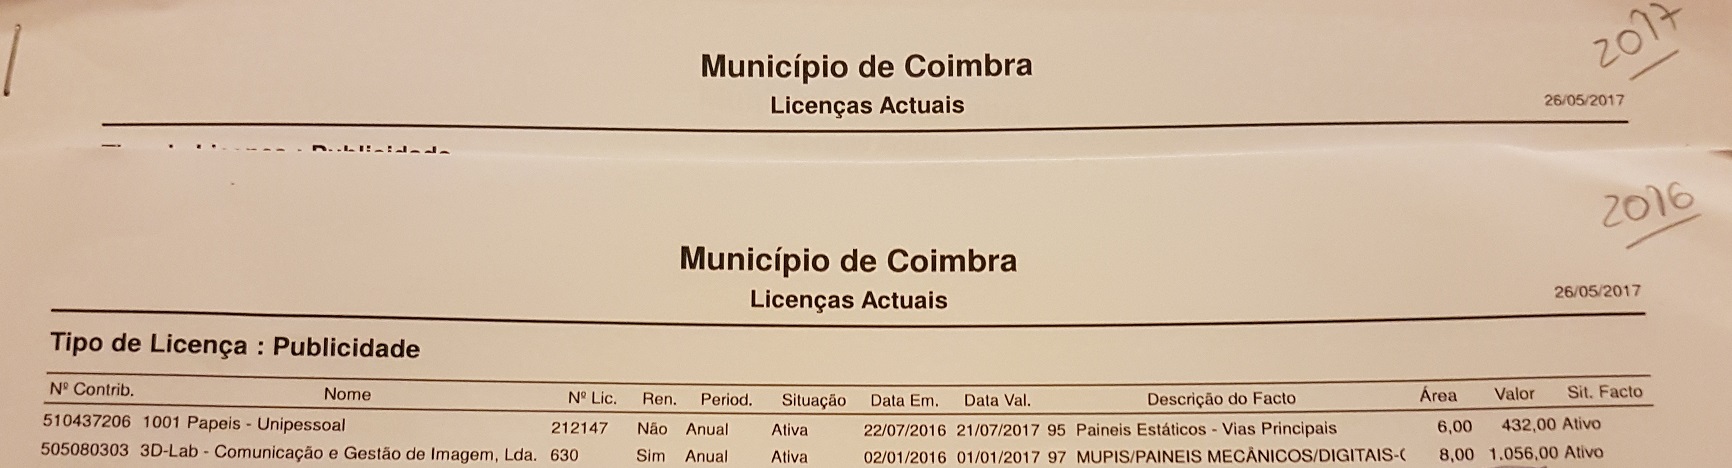 2017
Município de Coimbra
Licenças Actuais
26/05/2017
Tipo de Licença : Publicidade
2016
Município de Coimbra
Licenças Actuais
26/05/2017
Tipo de Licença : Publicidade
Nº Contrib. Nome Nº Lic. Ren. Period. Situação Data Em. Data Val. Descrição do Facto Área Valor Sit. Facto
510437206 1001 Papeis - Unipessoal 212147 Não Anual Ativa 22/07/2016 21/07/2017 95 Paineis Estáticos - Vias Principais 6,00 432,00 Ativo
505080303 3D-Lab - Comunicação e Gestão de Imagem, Lda. 630 Sim Anual Ativa 02/01/2016 01/01/2017 97 MUPIS/PAINEIS MECÂNICOS/DIGITAIS-( 8,00 1.056,00 Ativo